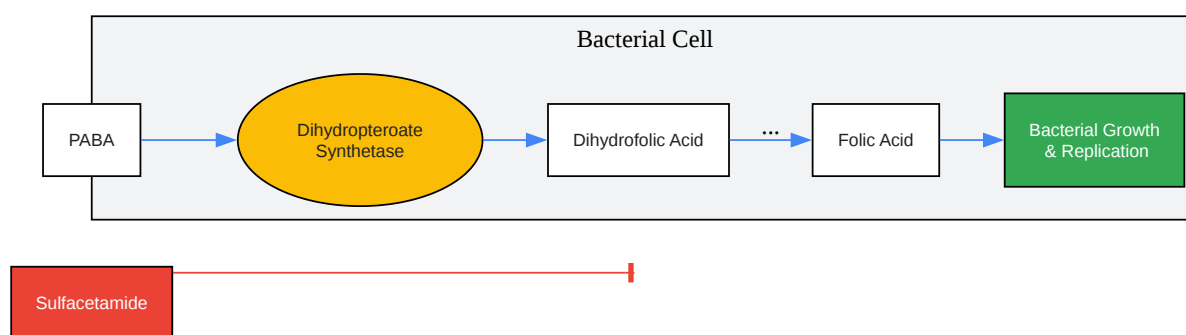 Bacterial Cell
PABA
Dihydropteroate
Synthetase
Dihydrofolic Acid
...
Folic Acid
Bacterial Growth
& Replication
Sulfacetamide